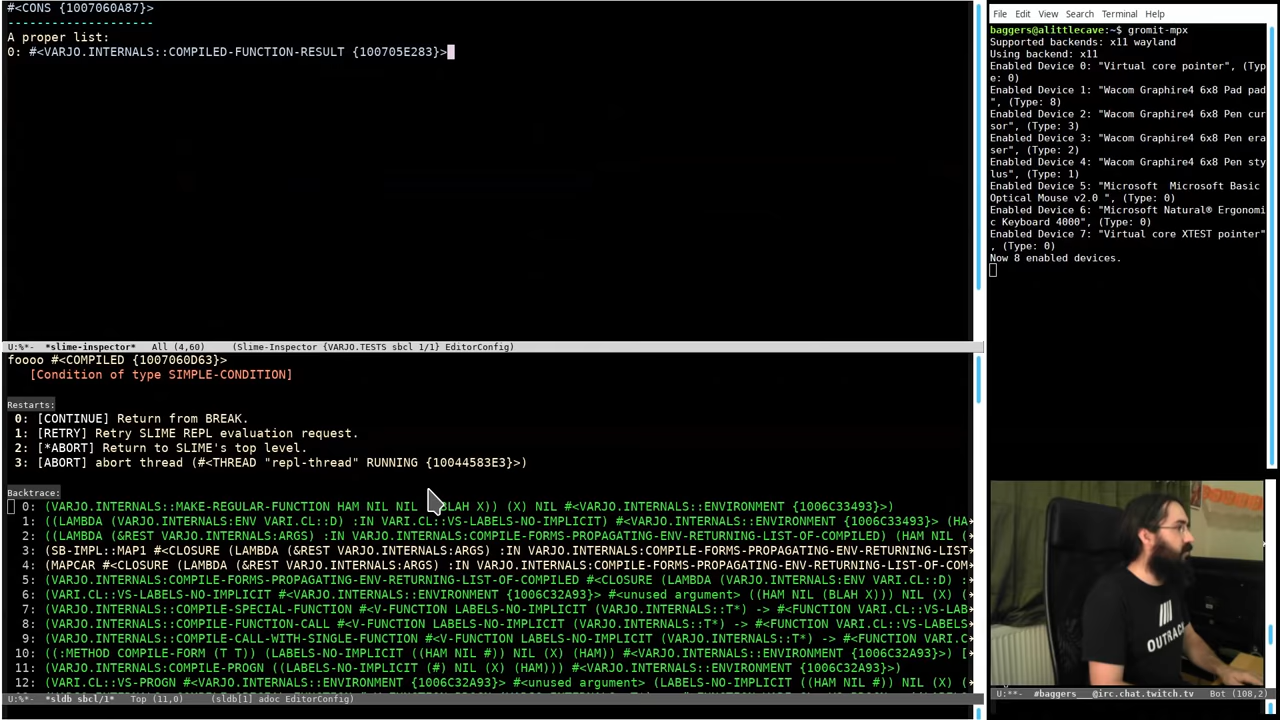 #<CONS {1007060A87}>
--------------------
A proper list:
0: #<VARJO.INTERNALS::COMPILED-FUNCTION-RESULT {100705E283}>
U:%*-  *slime-inspector*   All (4,60)     (Slime-Inspector {VARJO.TESTS sbcl 1/1} EditorConfig)
foooo #<COMPILED {1007060D63}>
   [Condition of type SIMPLE-CONDITION]
Restarts:
 0: [CONTINUE] Return from BREAK.
 1: [RETRY] Retry SLIME REPL evaluation request.
 2: [*ABORT] Return to SLIME's top level.
 3: [ABORT] abort thread (#<THREAD "repl-thread" RUNNING {10044583E3}>)
Backtrace:
  0: (VARJO.INTERNALS::MAKE-REGULAR-FUNCTION HAM NIL NIL BLAH X)) (X) NIL #<VARJO.INTERNALS::ENVIRONMENT {1006C33493}>)
  1: ((LAMBDA (VARJO.INTERNALS:ENV VARI.CL::D) :IN VARI.CL::VS-LABELS-NO-IMPLICIT) #<VARJO.INTERNALS::ENVIRONMENT {1006C33493}> (HA
  2: ((LAMBDA (&REST VARJO.INTERNALS:ARGS) :IN VARJO.INTERNALS:COMPILE-FORMS-PROPAGATING-ENV-RETURNING-LIST-OF-COMPILED) (HAM NIL (
  3: (SB-IMPL::MAP1 #<CLOSURE (LAMBDA (&REST VARJO.INTERNALS:ARGS) :IN VARJO.INTERNALS:COMPILE-FORMS-PROPAGATING-ENV-RETURNING-LIST-
  4: (MAPCAR #<CLOSURE (LAMBDA (&REST VARJO.INTERNALS:ARGS) :IN VARJO.INTERNALS:COMPILE-FORMS-PROPAGATING-ENV-RETURNING-LIST-OF-COM
  5: (VARJO.INTERNALS:COMPILE-FORMS-PROPAGATING-ENV-RETURNING-LIST-OF-COMPILED #<CLOSURE (LAMBDA (VARJO.INTERNALS:ENV VARI.CL::D) :
  6: (VARI.CL::VS-LABELS-NO-IMPLICIT #<VARJO.INTERNALS::ENVIRONMENT {1006C32A93}> #<unused argument> ((HAM NIL (BLAH X))) NIL (X) (
  7: (VARJO.INTERNALS::COMPILE-SPECIAL-FUNCTION #<V-FUNCTION LABELS-NO-IMPLICIT (VARJO.INTERNALS::T*) -> #<FUNCTION VARI.CL::VS-LAB
  8: (VARJO.INTERNALS::COMPILE-FUNCTION-CALL #<V-FUNCTION LABELS-NO-IMPLICIT (VARJO.INTERNALS::T*) -> #<FUNCTION VARI.CL::VS-LABELS
  9: (VARJO.INTERNALS::COMPILE-CALL-WITH-SINGLE-FUNCTION #<V-FUNCTION LABELS-NO-IMPLICIT (VARJO.INTERNALS::T*) -> #<FUNCTION VARI.C
 10: ((:METHOD COMPILE-FORM (T T)) (LABELS-NO-IMPLICIT ((HAM NIL #)) NIL (X) (HAM)) #<VARJO.INTERNALS::ENVIRONMENT {1006C32A93}>) [
 11: (VARJO.INTERNALS:COMPILE-PROGN ((LABELS-NO-IMPLICIT (#) NIL (X) (HAM))) #<VARJO.INTERNALS::ENVIRONMENT {1006C32A93}>)
 12: (VARI.CL::VS-PROGN #<VARJO.INTERNALS::ENVIRONMENT {1006C32A93}> #<unused argument> (LABELS-NO-IMPLICIT ((HAM NIL #)) NIL (X) (
U:%*-  *sldb sbcl/1*   Top (11,0)     (sldb[1] adoc EditorConfig)
File Edit View Search Terminal Help
baggers@alittlecave:~$ gromit-mpx
Supported backends: x11 wayland
Using backend: x11
Enabled Device 0: "Virtual core pointer", (Typ
e: 0)
Enabled Device 1: "Wacom Graphire4 6x8 Pad pad
", (Type: 8)
Enabled Device 2: "Wacom Graphire4 6x8 Pen cur
sor", (Type: 3)
Enabled Device 3: "Wacom Graphire4 6x8 Pen era
ser", (Type: 2)
Enabled Device 4: "Wacom Graphire4 6x8 Pen sty
lus", (Type: 1)
Enabled Device 5: "Microsoft  Microsoft Basic
Optical Mouse v2.0 ", (Type: 0)
Enabled Device 6: "Microsoft Natural® Ergonomi
c Keyboard 4000", (Type: 0)
Enabled Device 7: "Virtual core XTEST pointer"
, (Type: 0)
Now 8 enabled devices.
OUTRACK
U:**-  #baggers___@irc.chat.twitch.tv   Bot (108,2)